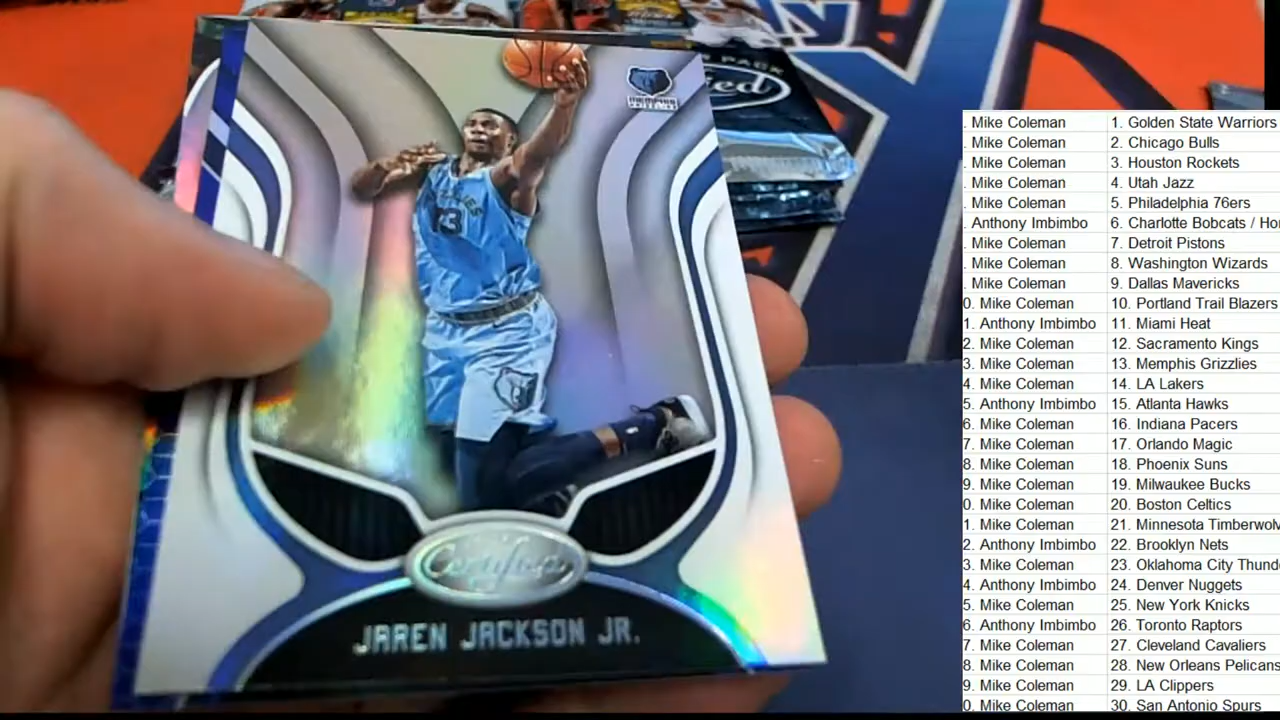 PACK
MEMPHIS
13
Certified
JAREN JACKSON JR.
. Mike Coleman 1. Golden State Warriors
. Mike Coleman 2. Chicago Bulls
. Mike Coleman 3. Houston Rockets
. Mike Coleman 4. Utah Jazz
. Mike Coleman 5. Philadelphia 76ers
. Anthony Imbimbo 6. Charlotte Bobcats / Ho
. Mike Coleman 7. Detroit Pistons
. Mike Coleman 8. Washington Wizards
. Mike Coleman 9. Dallas Mavericks
0. Mike Coleman 10. Portland Trail Blazers
1. Anthony Imbimbo 11. Miami Heat
2. Mike Coleman 12. Sacramento Kings
3. Mike Coleman 13. Memphis Grizzlies
4. Mike Coleman 14. LA Lakers
5. Anthony Imbimbo 15. Atlanta Hawks
6. Mike Coleman 16. Indiana Pacers
7. Mike Coleman 17. Orlando Magic
8. Mike Coleman 18. Phoenix Suns
9. Mike Coleman 19. Milwaukee Bucks
0. Mike Coleman 20. Boston Celtics
1. Mike Coleman 21. Minnesota Timberwol
2. Anthony Imbimbo 22. Brooklyn Nets
3. Mike Coleman 23. Oklahoma City Thund
4. Anthony Imbimbo 24. Denver Nuggets
5. Mike Coleman 25. New York Knicks
6. Anthony Imbimbo 26. Toronto Raptors
7. Mike Coleman 27. Cleveland Cavaliers
8. Mike Coleman 28. New Orleans Pelicans
9. Mike Coleman 29. LA Clippers
0. Mike Coleman 30. San Antonio Spurs